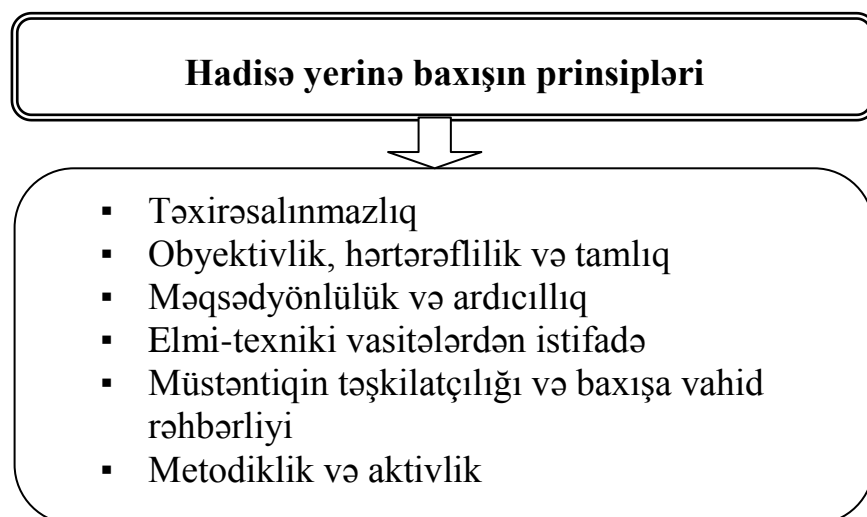 Hadisə yerinə baxışın prinsipləri
▪ Təxirəsalınmazlıq
▪ Obyektivlik, hərtərəflilik və tamlıq
▪ Məqsədyönlülük və ardıcıllıq
▪ Elmi-texniki vasitələrdən istifadə
▪ Müstəntiqin təşkilatçılığı və baxışa vahid
rəhbərliyi
▪ Metodiklik və aktivlik